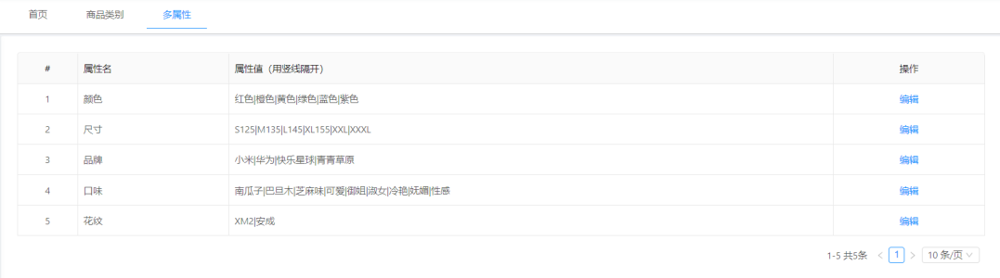 首页 商品类别 多属性
# 属性名 属性值（用竖线隔开） 操作
1 颜色 红色|橙色|黄色|绿色|蓝色|紫色 编辑
2 尺寸 S125|M135|L145|XL155|XXL|XXXL 编辑
3 品牌 小米|华为|快乐星球|青青草原 编辑
4 口味 南瓜子|巴旦木|芝麻味|可爱|御姐|淑女|冷艳|妩媚|性感 编辑
5 花纹 XM2|安成 编辑
1-5 共5条 < 1 > 10 条/页